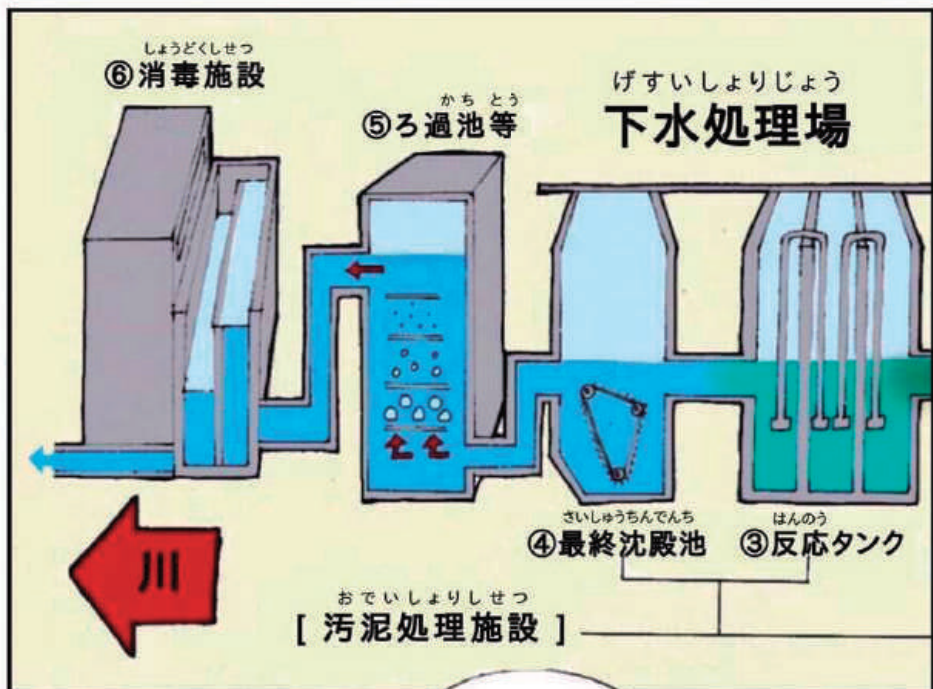 しょうどくしせつ
⑥消毒施設
かち とう
⑤ろ過池等
げすいしょりじょう
下水処理場
さいしゅうちんでんち
④最終沈殿池
はんのう
③反応タンク
川
おでいしょりしせつ
[ 汚泥処理施設 ]